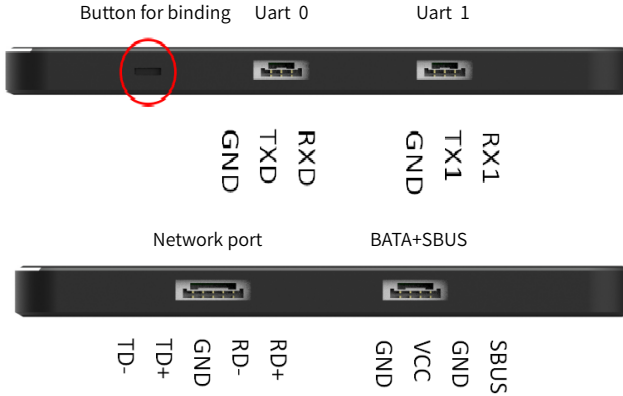 Button for binding Uart 0 Uart 1
GND TXD RXD GND TX1 RX1
Network port BATA+SBUS
TD- TD+ GND RD- RD+ GND VCC GND SBUS